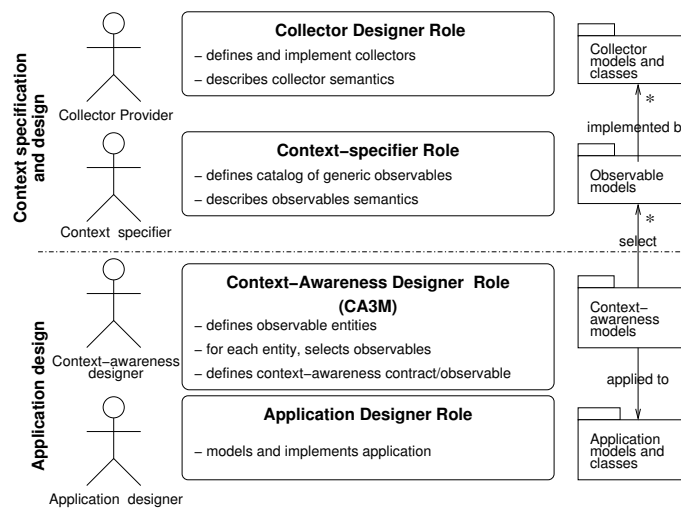 Context specification
and design
Collector Provider
Collector Designer Role
– defines and implement collectors
– describes collector semantics
Collector
models and
classes
*
implemented b
Context specifier
Context–specifier Role
– defines catalog of generic observables
– describes observables semantics
Observable
models
*
select
Application design
Context–awareness
designer
Context–Awareness Designer Role
(CA3M)
– defines observable entities
– for each entity, selects observables
– defines context–awareness contract/observable
Context–
awareness
models
applied to
Application designer
Application Designer Role
– models and implements application
Application
models and
classes